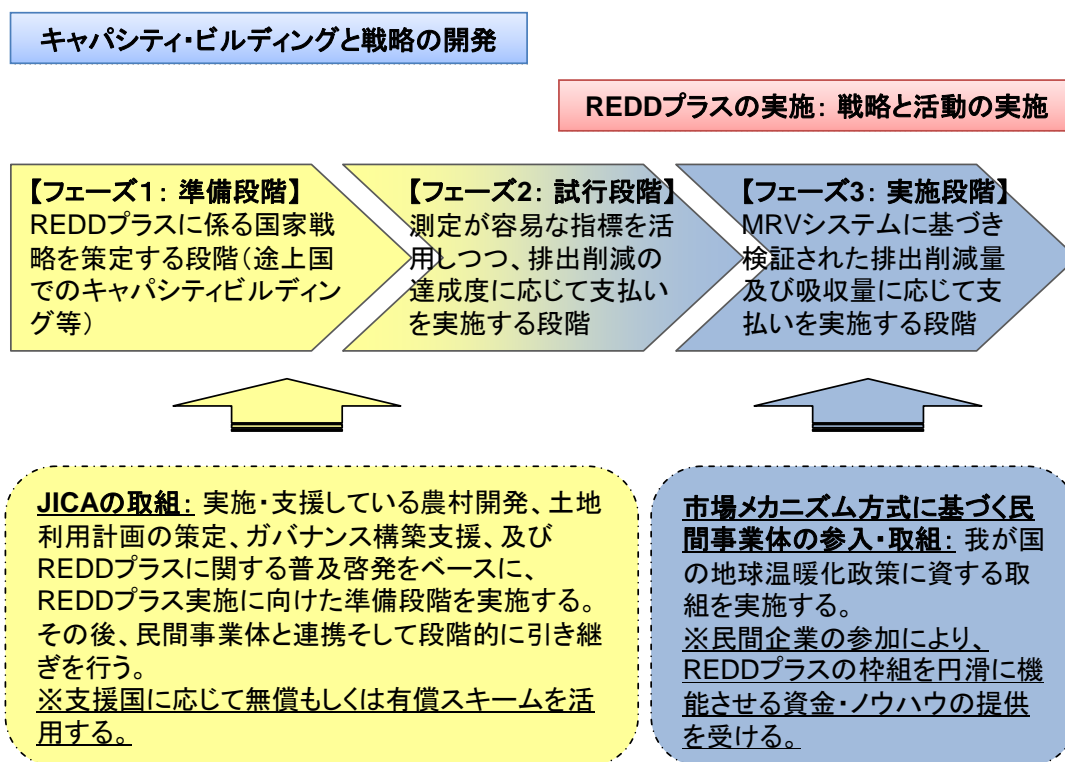 キャパシティ・ビルディングと戦略の開発
REDDプラスの実施： 戦略と活動の実施
【フェーズ１： 準備段階】
REDDプラスに係る国家戦
略を策定する段階（途上国
でのキャパシティビルディン
グ等）
【フェーズ2： 試行段階】
測定が容易な指標を活
用しつつ、排出削減の
達成度に応じて支払い
を実施する段階
【フェーズ3： 実施段階】
MRVシステムに基づき
検証された排出削減量
及び吸収量に応じて支
払いを実施する段階
JICAの取組： 実施・支援している農村開発、土地
利用計画の策定、ガバナンス構築支援、及び
REDDプラスに関する普及啓発をベースに、
REDDプラス実施に向けた準備段階を実施する。
その後、民間事業体と連携そして段階的に引き継
ぎを行う。
※支援国に応じて無償もしくは有償スキームを活
用する。
市場メカニズム方式に基づく民
間事業体の参入・取組： 我が国
の地球温暖化政策に資する取
組を実施する。
※民間企業の参加により、
REDDプラスの枠組を円滑に機
能させる資金・ノウハウの提供
を受ける。